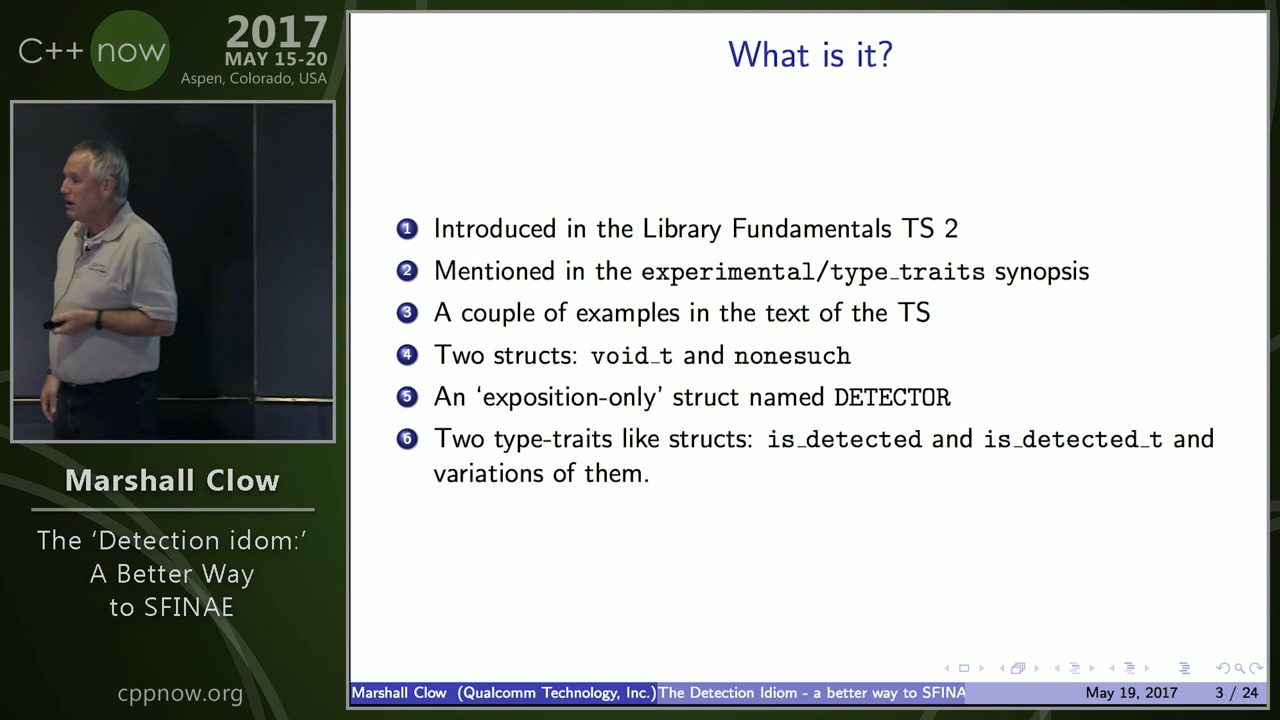 C++ now
2017
MAY 15-20
Aspen, Colorado, USA
Marshall Clow
The ‘Detection idom:’
A Better Way
to SFINAE
cppnow.org
What is it?
1 Introduced in the Library Fundamentals TS 2
2 Mentioned in the experimental/type_traits synopsis
3 A couple of examples in the text of the TS
4 Two structs: void_t and nonesuch
5 An ‘exposition-only’ struct named DETECTOR
6 Two type-traits like structs: is_detected and is_detected_t and
variations of them.
Marshall Clow (Qualcomm Technology, Inc.) The Detection Idiom - a better way to SFINA May 19, 2017 3 / 24